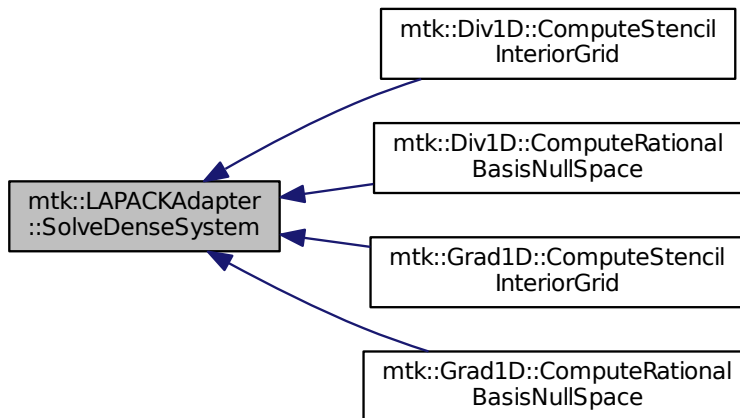 mtk::Div1D::ComputeStencil
InteriorGrid
mtk::Div1D::ComputeRational
BasisNullSpace
mtk::LAPACKAdapter
::SolveDenseSystem
mtk::Grad1D::ComputeStencil
InteriorGrid
mtk::Grad1D::ComputeRational
BasisNullSpace